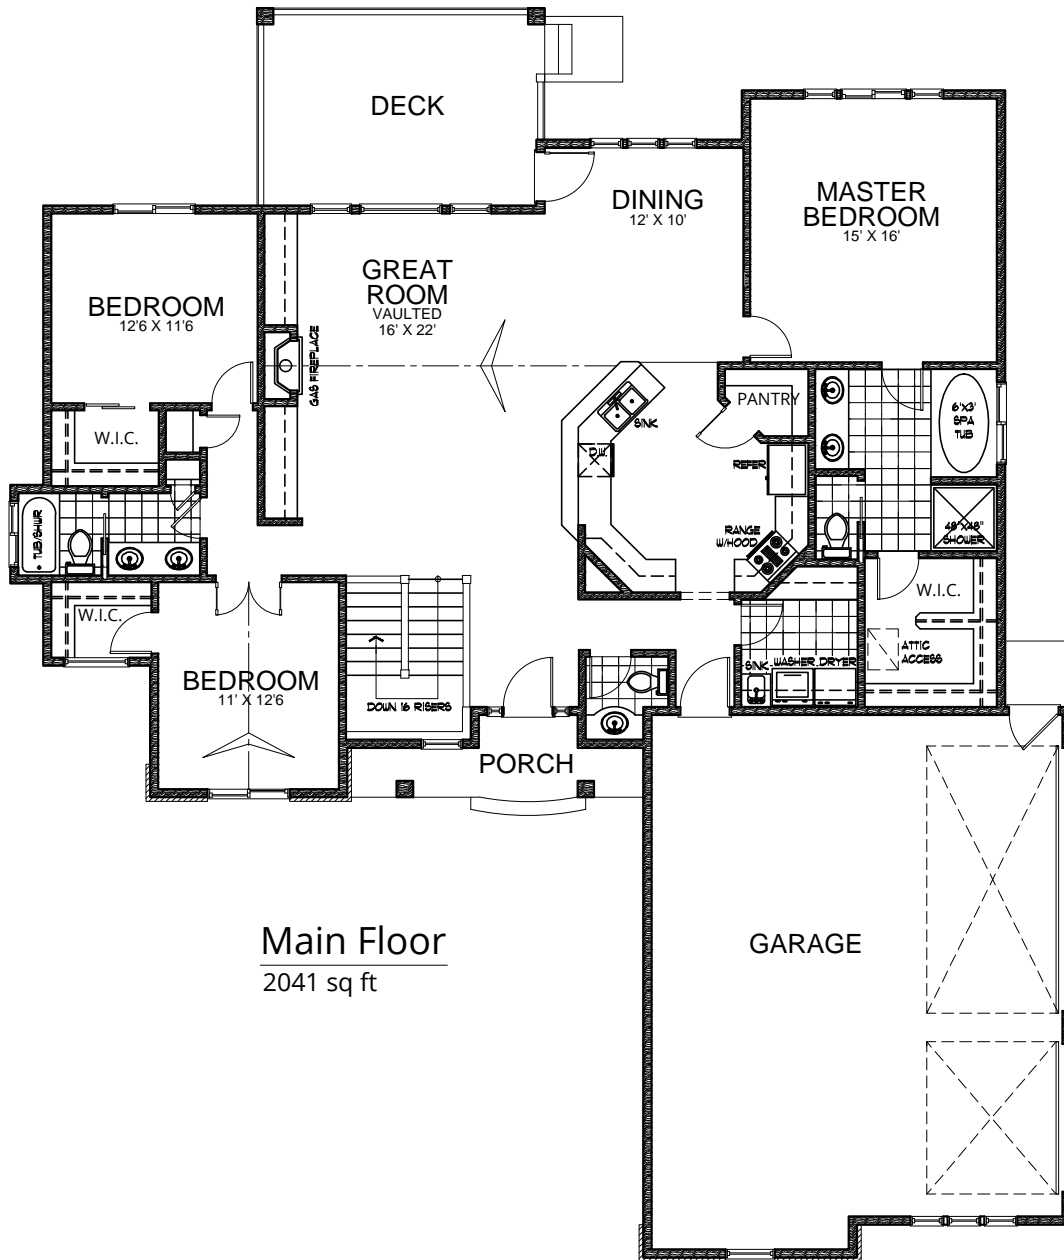 DECK
DINING
12' X 10'
MASTER
BEDROOM
15' X 16'
GREAT
ROOM
VAULTED
16' X 22'
BEDROOM
12'6 X 11'6
GAS FIREPLACE
PANTRY
6'x3'
SPA
TUB
SINK
W.I.C.
D.W.
REFER
TUB/SHWR
RANGE
W/HOOD
48"X48"
SHOWER
W.I.C.
W.I.C.
ATTIC
ACCESS
SINK
WASHER
DRYER
BEDROOM
11' X 12'6
DOWN 16 RISERS
PORCH
GARAGE
Main Floor
2041 sq ft